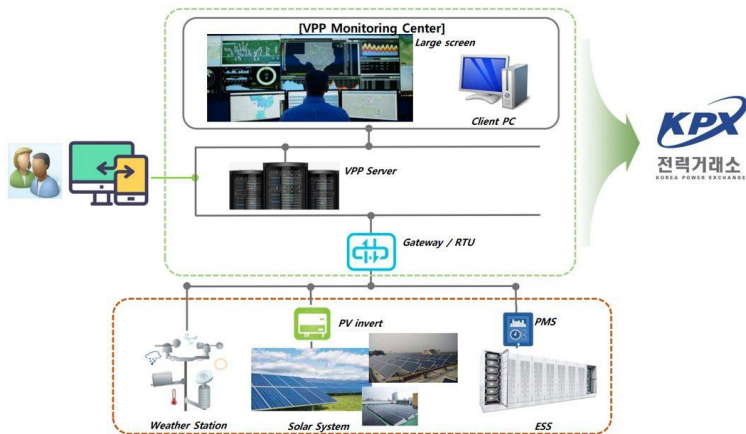 [VPP Monitoring Center]
Large screen
Client PC
KPX
전력거래소
KOREA POWER EXCHANGE
VPP Server
Gateway / RTU
PV invert
PMS
Weather Station
Solar System
ESS